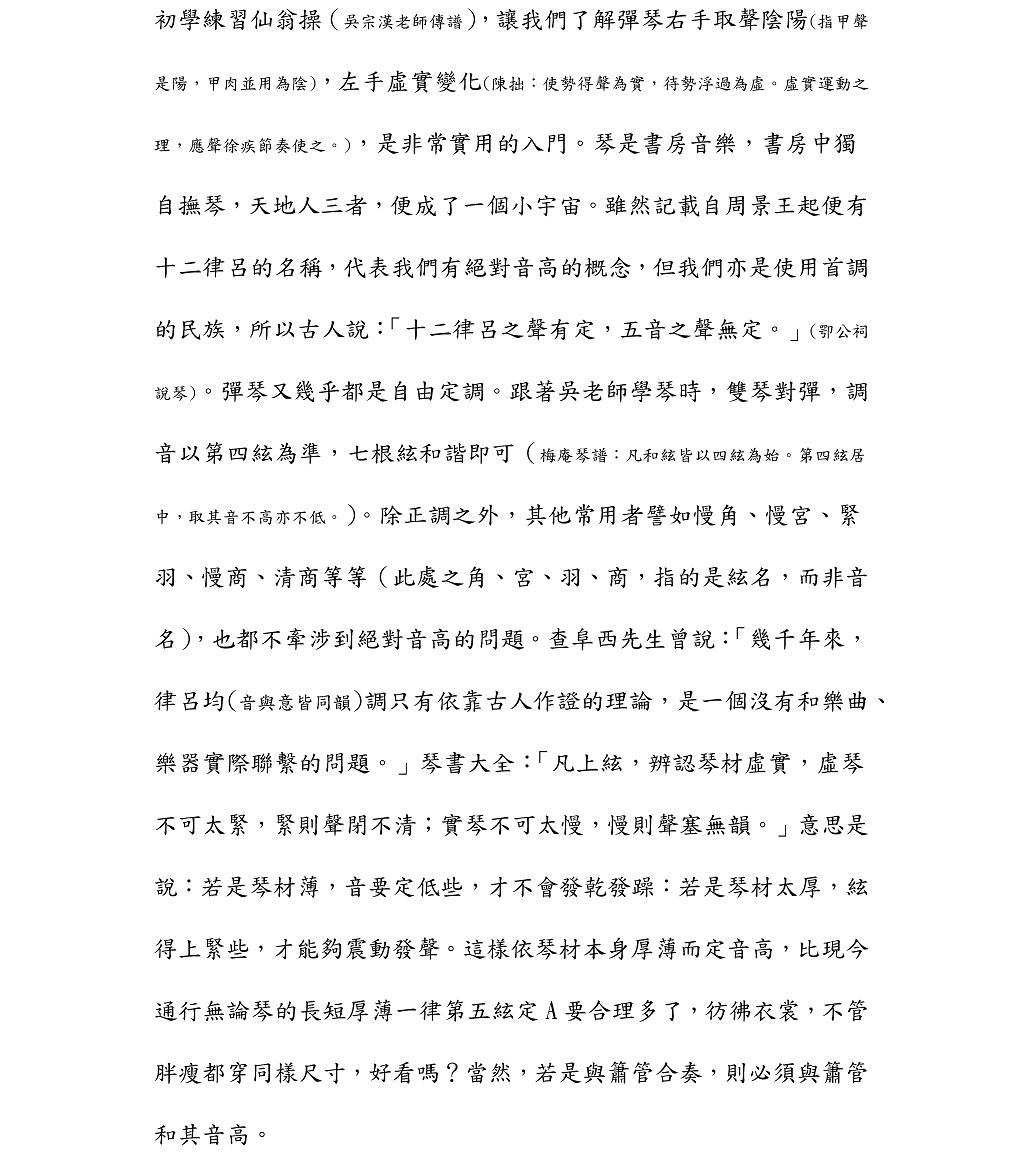 初學練習仙翁操（吳宗漢老師傳譜），讓我們了解彈琴右手取聲陰陽(指甲聲
是陽，甲肉並用為陰)，左手虛實變化(陳拙：使勢得聲為實，待勢浮過為虛。虛實運動之
理，應聲徐疾節奏使之。)，是非常實用的入門。琴是書房音樂，書房中獨
自撫琴，天地人三者，便成了一個小宇宙。雖然記載自周景王起便有
十二律呂的名稱，代表我們有絕對音高的概念，但我們亦是使用首調
的民族，所以古人說：「十二律呂之聲有定，五音之聲無定。」(鄂公祠
說琴)。彈琴又幾乎都是自由定調。跟著吳老師學琴時，雙琴對彈，調
音以第四絃為準，七根絃和諧即可（梅庵琴譜：凡和絃皆以四絃為始。第四絃居
中，取其音不高亦不低。）。除正調之外，其他常用者譬如慢角、慢宮、緊
羽、慢商、清商等等（此處之角、宮、羽、商，指的是絃名，而非音
名），也都不牽涉到絕對音高的問題。查阜西先生曾說：「幾千年來，
律呂均(音與意皆同韻)調只有依靠古人作證的理論，是一個沒有和樂曲、
樂器實際聯繫的問題。」琴書大全：「凡上絃，辨認琴材虛實，虛琴
不可太緊，緊則聲閉不清；實琴不可太慢，慢則聲塞無韻。」意思是
說：若是琴材薄，音要定低些，才不會發乾發躁：若是琴材太厚，絃
得上緊些，才能夠震動發聲。這樣依琴材本身厚薄而定音高，比現今
通行無論琴的長短厚薄一律第五絃定 A 要合理多了，彷彿衣裳，不管
胖瘦都穿同樣尺寸，好看嗎？當然，若是與簫管合奏，則必須與簫管
和其音高。